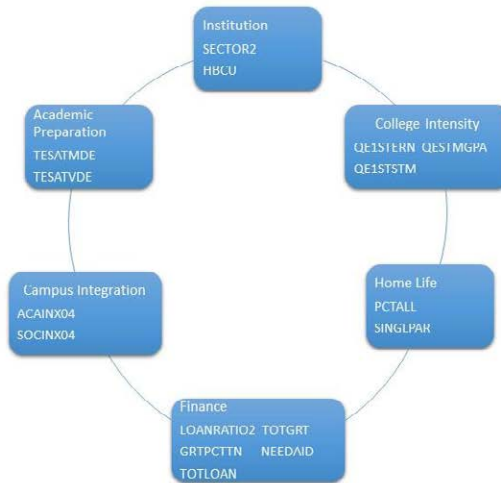 Institution
SECTOR2
HBCU
College Intensity
QE1STERN QESTMGPA
QE1STSTM
Home Life
PCTALL
SINGLPAR
Finance
LOANRATIO2 TOTGRT
GRTPCTTN NEEDAID
TOTLOAN
Campus Integration
ACAINX04
SOCINX04
Academic
Preparation
TESATMDE
TESATVDE